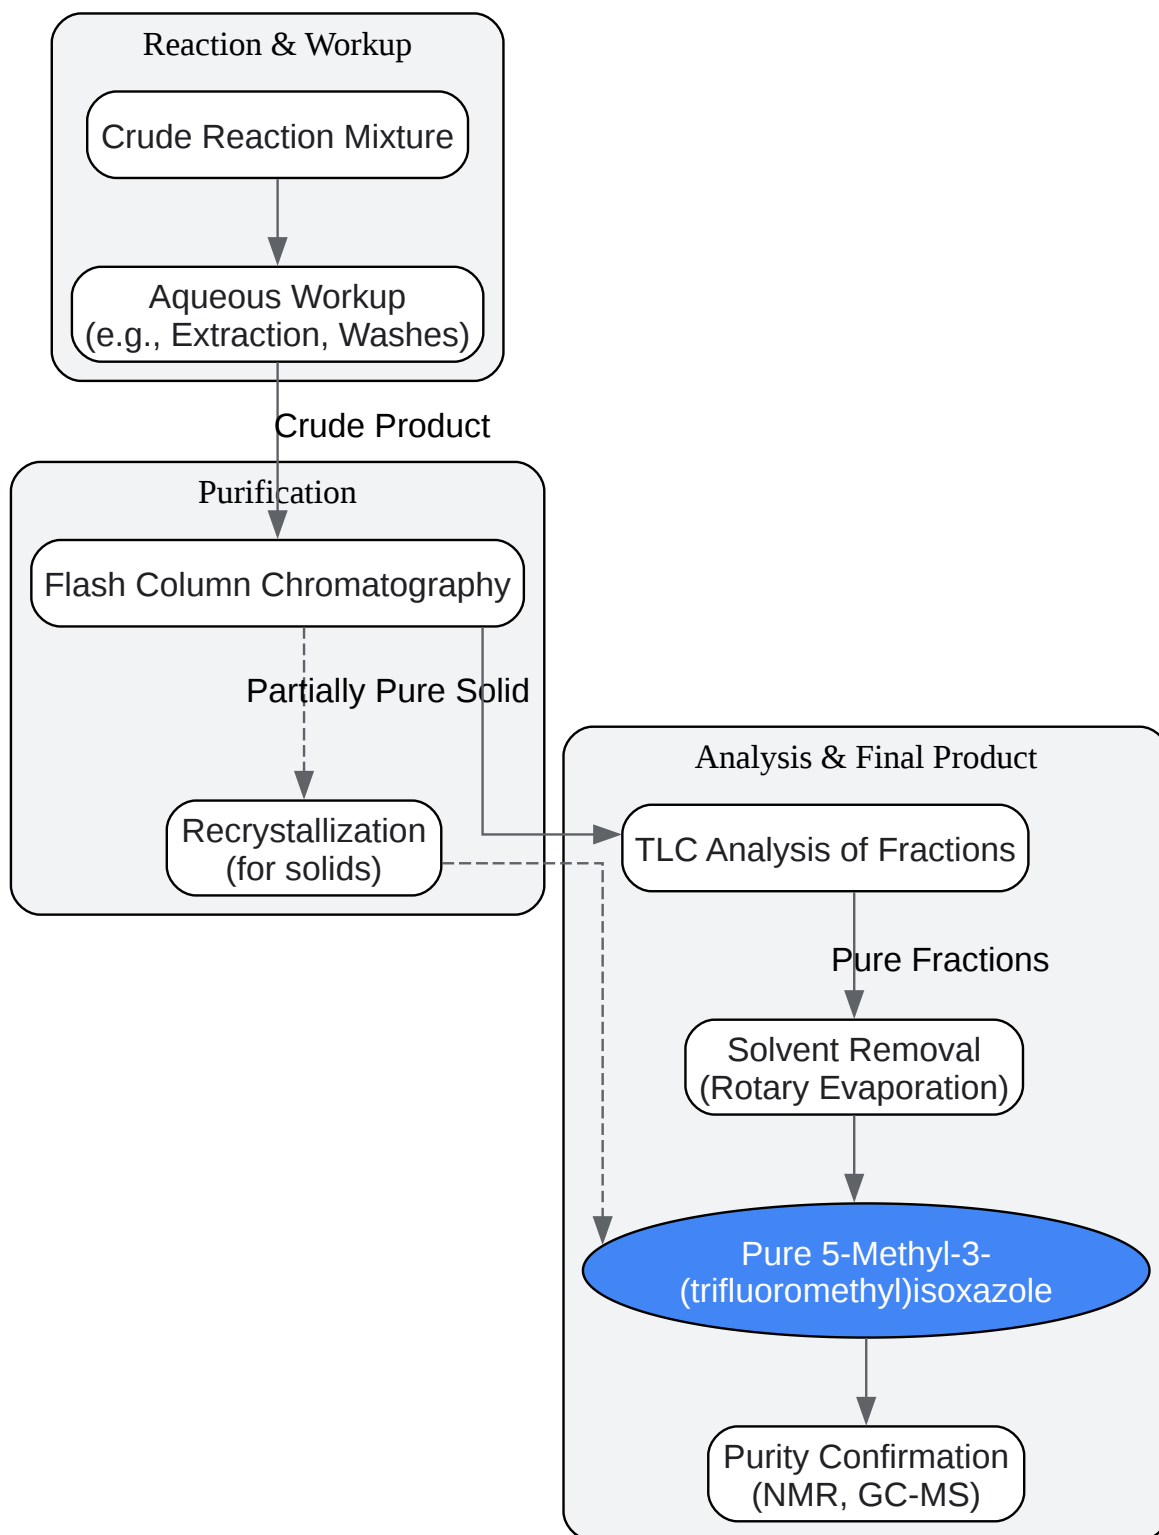 Reaction & Workup
Crude Reaction Mixture
Aqueous Workup
(e.g., Extraction, Washes)
Crude Product
Purification
Flash Column Chromatography
Partially Pure Solid
Recrystallization
(for solids)
Analysis & Final Product
TLC Analysis of Fractions
Pure Fractions
Solvent Removal
(Rotary Evaporation)
Pure 5-Methyl-3-
(trifluoromethyl)isoxazole
Purity Confirmation
(NMR, GC-MS)